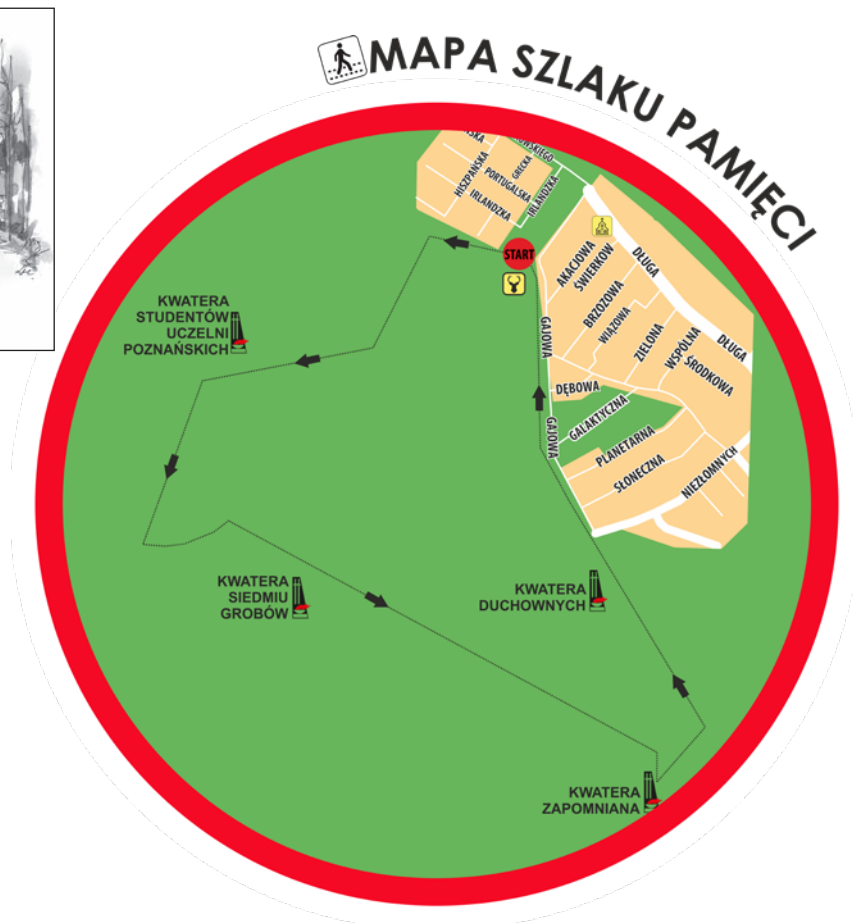 MAPA SZLAKU PAMIĘCI
HISZPAŃSKA
GRECKA
PORTUGALSKA
IRLANDZKA
IRLANDZKA
START
AKACJOWA
ŚWIERKOW
BRZOZOWA
WIĄZOWA
ZIELONA
WSPÓLNA
ŚRODKOWA
DŁUGA
DŁUGA
GAJOWA
DĘBOWA
GAJOWA
GALAKTYCZNA
PLANETARNA
SŁONECZNA
NIEZŁOMNYCH
KWATERA
STUDENTÓW
UCZELNI
POZNAŃSKICH
KWATERA
SIEDMIU
GROBÓW
KWATERA
DUCHOWNYCH
KWATERA
ZAPOMNIANA